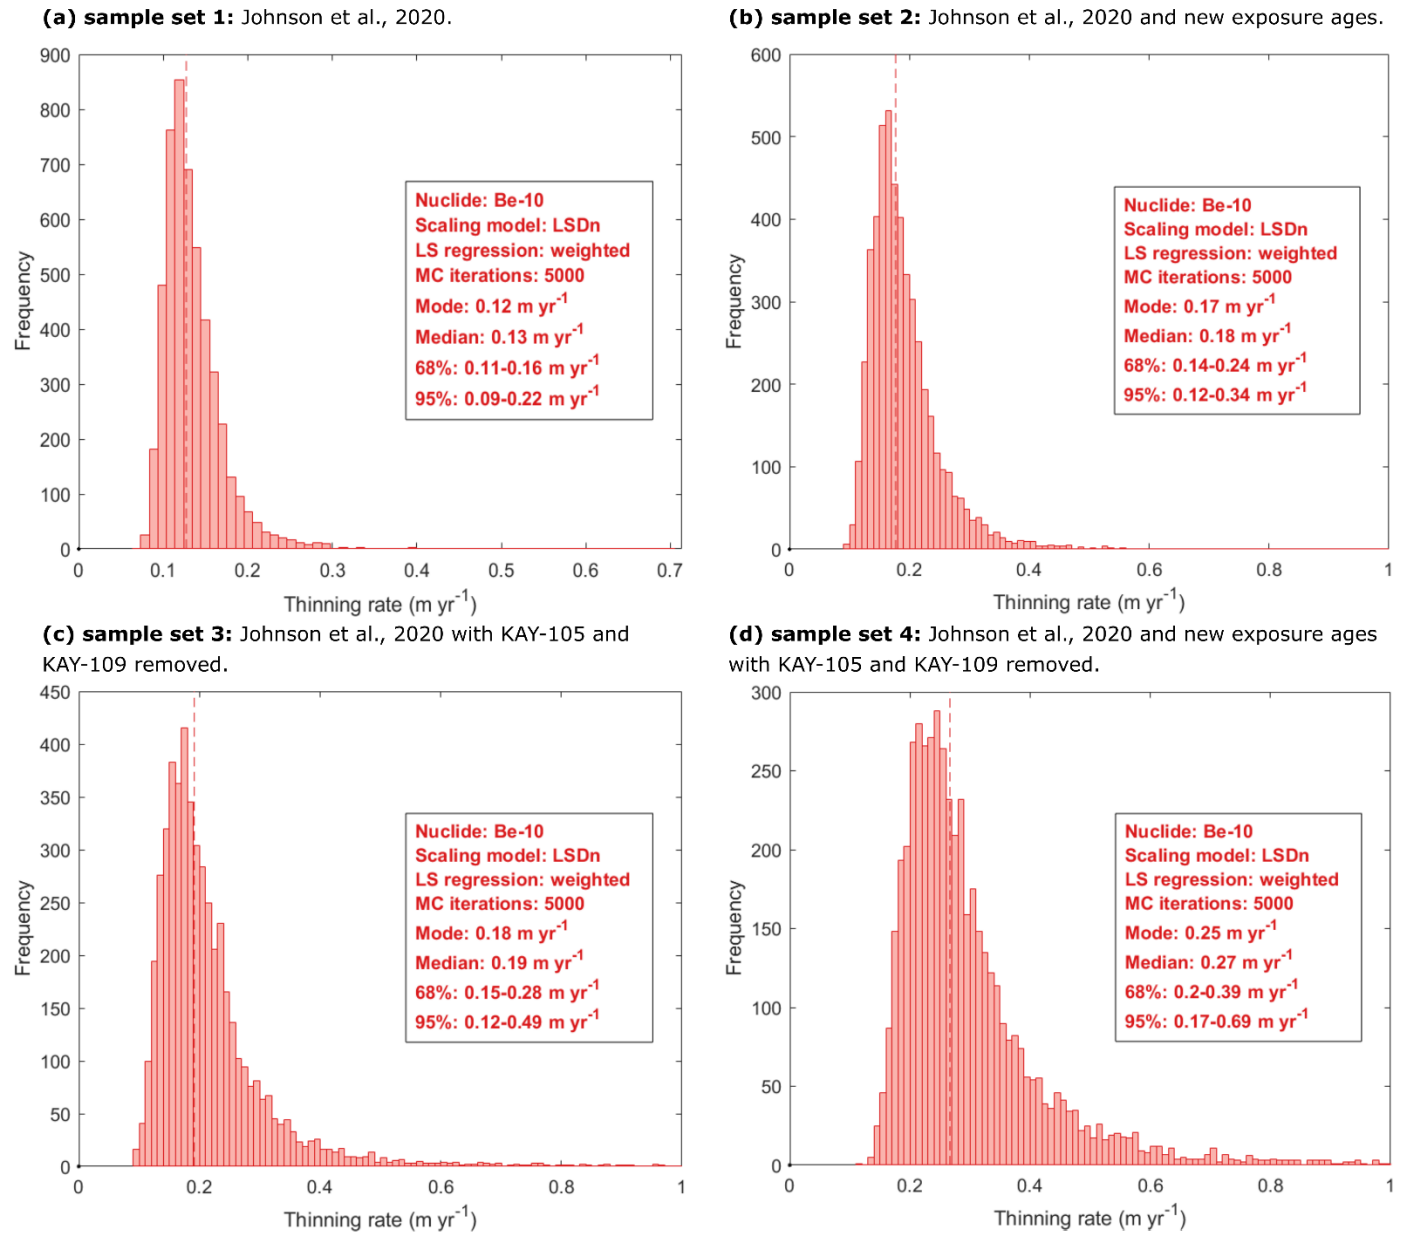 (a) sample set 1: Johnson et al., 2020.
900
800
700
600
500
400
300
200
100
0
Frequency
Nuclide: Be-10
Scaling model: LSDn
LS regression: weighted
MC iterations: 5000
Mode: 0.12 m yr-1
Median: 0.13 m yr-1
68%: 0.11-0.16 m yr-1
95%: 0.09-0.22 m yr-1
0 0.1 0.2 0.3 0.4 0.5 0.6 0.7
Thinning rate (m yr-1)
(b) sample set 2: Johnson et al., 2020 and new exposure ages.
600
500
400
300
200
100
0
Frequency
Nuclide: Be-10
Scaling model: LSDn
LS regression: weighted
MC iterations: 5000
Mode: 0.17 m yr-1
Median: 0.18 m yr-1
68%: 0.14-0.24 m yr-1
95%: 0.12-0.34 m yr-1
0 0.2 0.4 0.6 0.8 1
Thinning rate (m yr-1)
(c) sample set 3: Johnson et al., 2020 with KAY-105 and
KAY-109 removed.
450
400
350
300
250
200
150
100
50
0
Frequency
Nuclide: Be-10
Scaling model: LSDn
LS regression: weighted
MC iterations: 5000
Mode: 0.18 m yr-1
Median: 0.19 m yr-1
68%: 0.15-0.28 m yr-1
95%: 0.12-0.49 m yr-1
0 0.2 0.4 0.6 0.8 1
Thinning rate (m yr-1)
(d) sample set 4: Johnson et al., 2020 and new exposure ages
with KAY-105 and KAY-109 removed.
300
250
200
150
100
50
0
Frequency
Nuclide: Be-10
Scaling model: LSDn
LS regression: weighted
MC iterations: 5000
Mode: 0.25 m yr-1
Median: 0.27 m yr-1
68%: 0.2-0.39 m yr-1
95%: 0.17-0.69 m yr-1
0 0.2 0.4 0.6 0.8 1
Thinning rate (m yr-1)